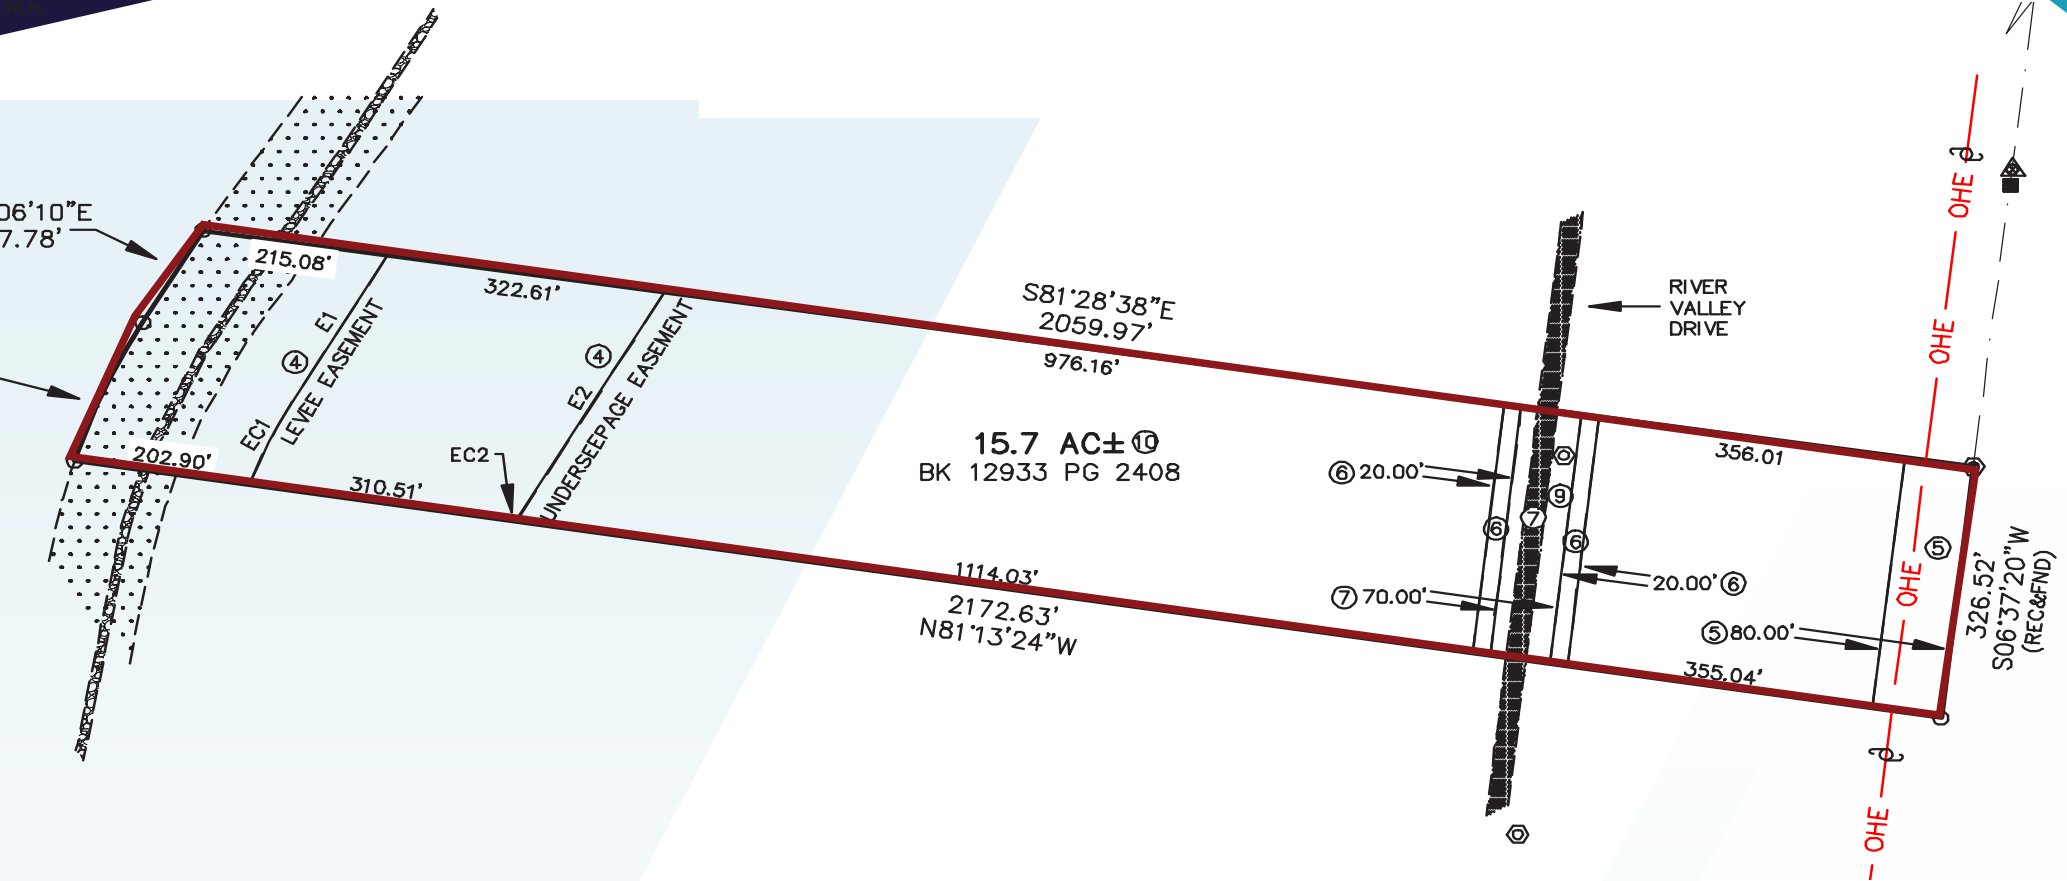 06'10"E
7.78'
215.08'
322.61'
S81°28'38"E
2059.97'
976.16'
RIVER
VALLEY
DRIVE
OHE
OHE
E1
4
LEVEE EASEMENT
EC1
4
E2
UNDERSEEPAGE EASEMENT
EC2
202.90'
310.51'
15.7 AC± 10
BK 12933 PG 2408
6 20.00'
356.01
9
7
6
6
5
7 70.00'
20.00' 6
5 80.00'
OHE
326.52'
S06°37'20"W
(REC&FND)
1114.03'
2172.63'
N81°13'24"W
355.04'
OHE